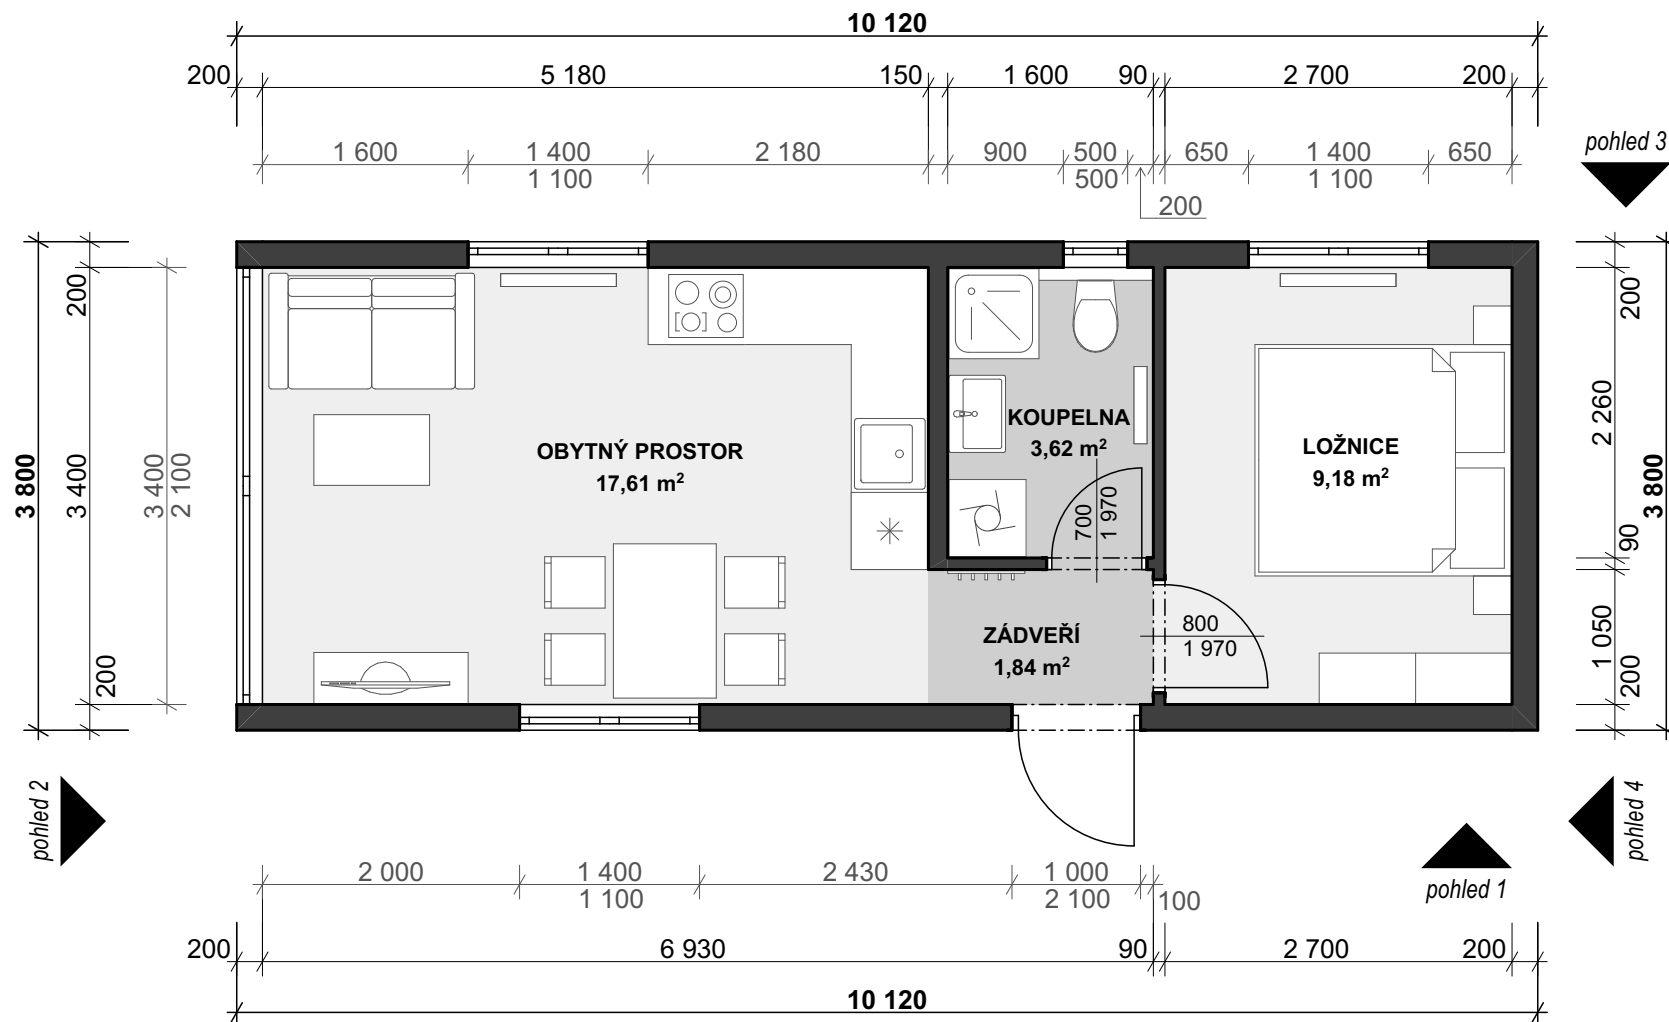 10 120
200 5 180 150 1 600 90 2 700 200
1 600 1 400 2 180 900 500 650 1 400 650
1 100 500 1 100
200
pohled 3
3 800
200
3 400
200
3 400
2 100
OBYTNÝ PROSTOR
17,61 m²
KOUPELNA
3,62 m²
LOŽNICE
9,18 m²
700
1 970
ZÁDVEŘÍ
1,84 m²
800
1 970
200
2 260
90
1 050
200
3 800
pohled 2
pohled 4
pohled 1
2 000 1 400 2 430 1 000
1 100 2 100 100
200 6 930 90 2 700 200
10 120